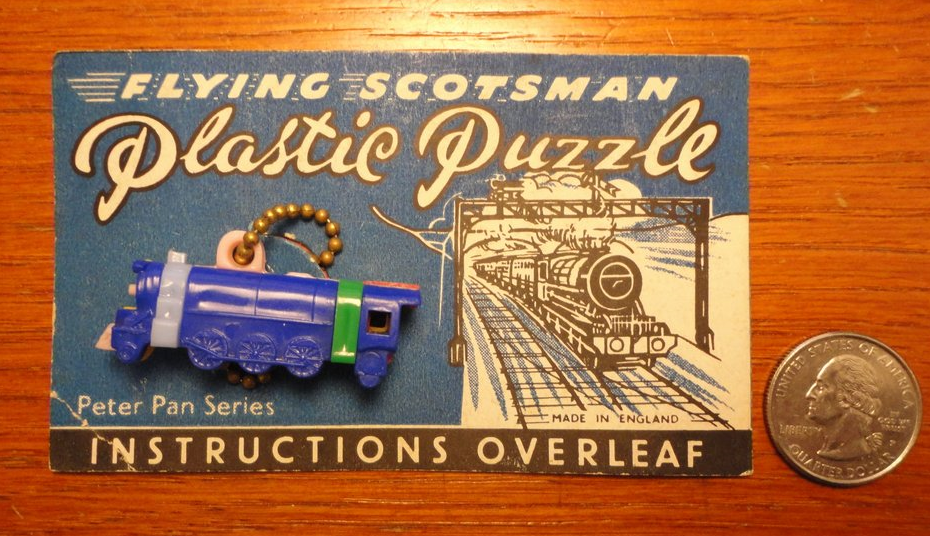 FLYING SCOTSMAN
Plastic Puzzle
Peter Pan Series
MADE IN ENGLAND
INSTRUCTIONS OVERLEAF
UNITED STATES OF AMERICA
LIBERTY
QUARTER DOLLAR